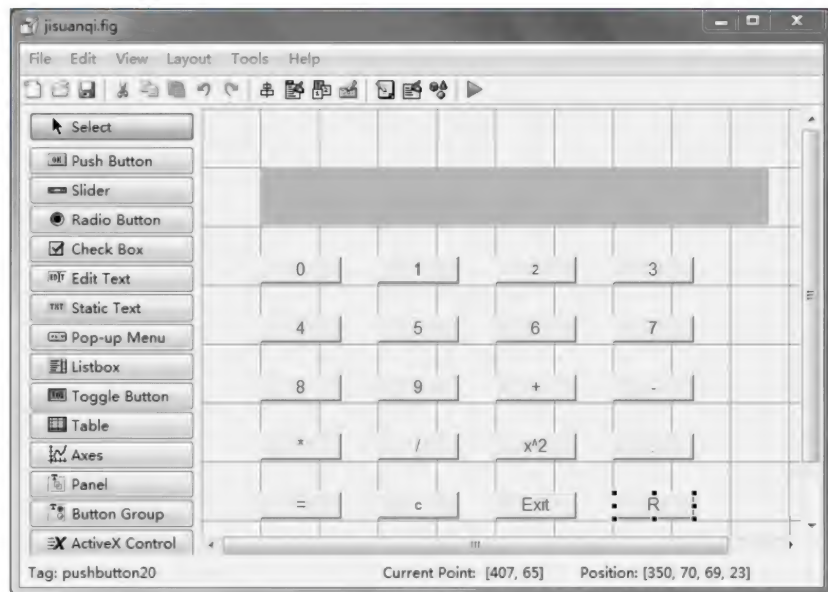 jisuanqi.fig
File Edit View Layout Tools Help
Select
Push Button
Slider
Radio Button
Check Box
Edit Text
Static Text
Pop-up Menu
Listbox
Toggle Button
Table
Axes
Panel
Button Group
ActiveX Control
0 1 2 3
4 5 6 7
8 9 + -
* / x^2 .
= c Exit R
Tag: pushbutton20 Current Point: [407, 65] Position: [350, 70, 69, 23]